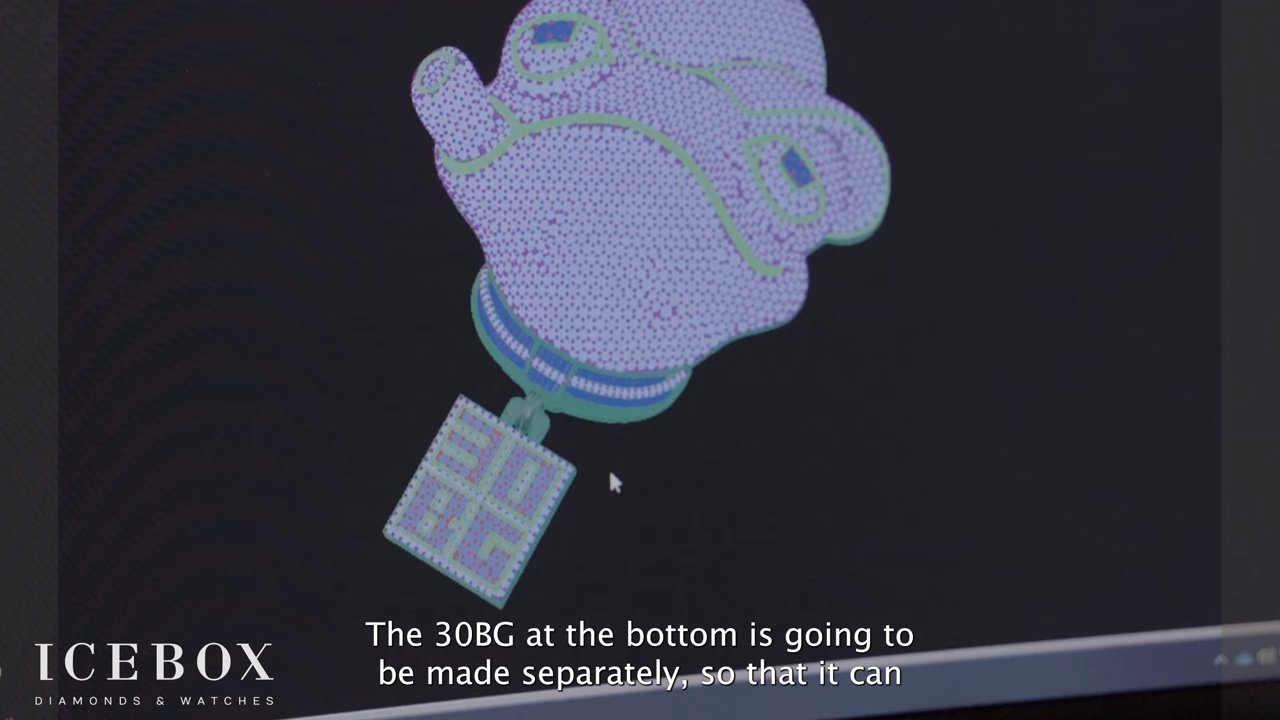 30
BG
The 30BG at the bottom is going to
be made separately, so that it can
ICEBOX
DIAMONDS & WATCHES